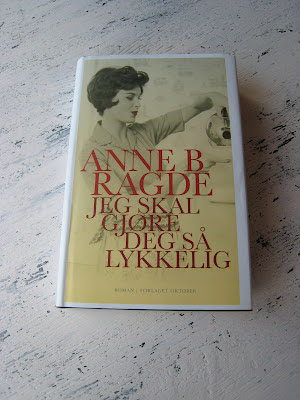 ANNE B.
RAGDE
JEG SKAL
GJØRE
DEG SÅ
LYKKELIG
ROMAN | FORLAGET OKTOBER